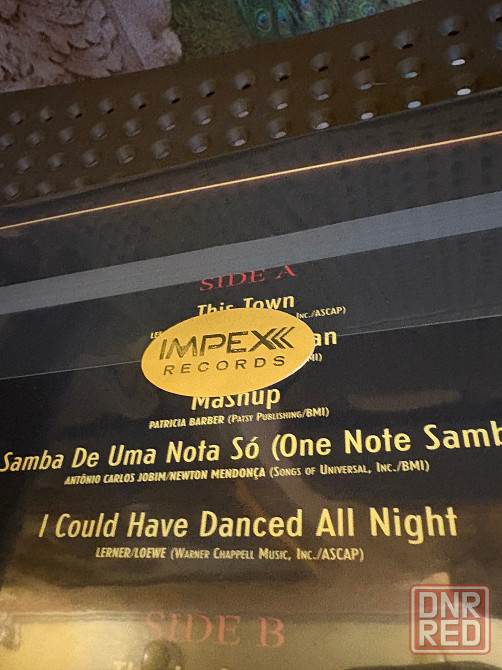 SIDE A
This Town
Inc./ASCAP)
IMPEX
RECORDS
an
MI)
Mashup
PATRICIA BARBER (PATSY PUBLISHING/BMI)
Samba De Uma Nota Só (One Note Samb
ANTÔNIO CARLOS JOBIM/NEWTON MENDONÇA (SONGS OF UNIVERSAL, INC./BMI)
I Could Have Danced All Night
LERNER/LOEWE (WARNER CHAPPELL MUSIC, INC./ASCAP)
SIDE B
DNR
RED